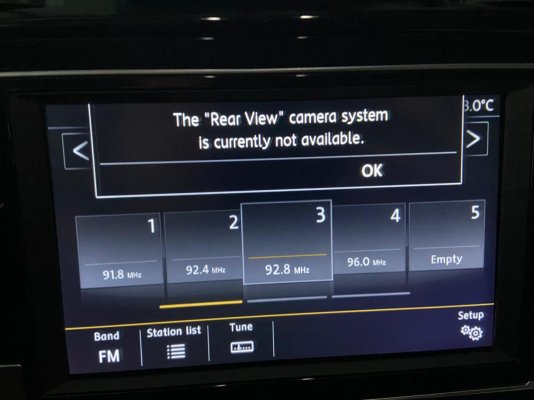 The "Rear View" camera system
is currently not available.
OK
.0°C
<
>
1
2
3
4
5
91.8 MHz
92.4 MHz
92.8 MHz
96.0 MHz
Empty
Band
FM
Station list
Tune
Setup